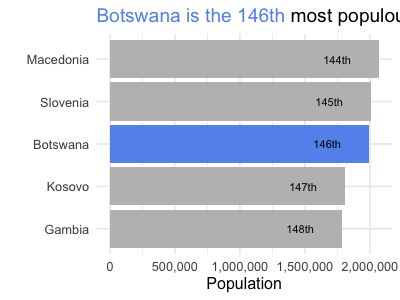 Botswana is the 146th most populou
Macedonia 144th
Slovenia 145th
Botswana 146th
Kosovo 147th
Gambia 148th
0 500,000 1,000,000 1,500,000 2,000,000
Population